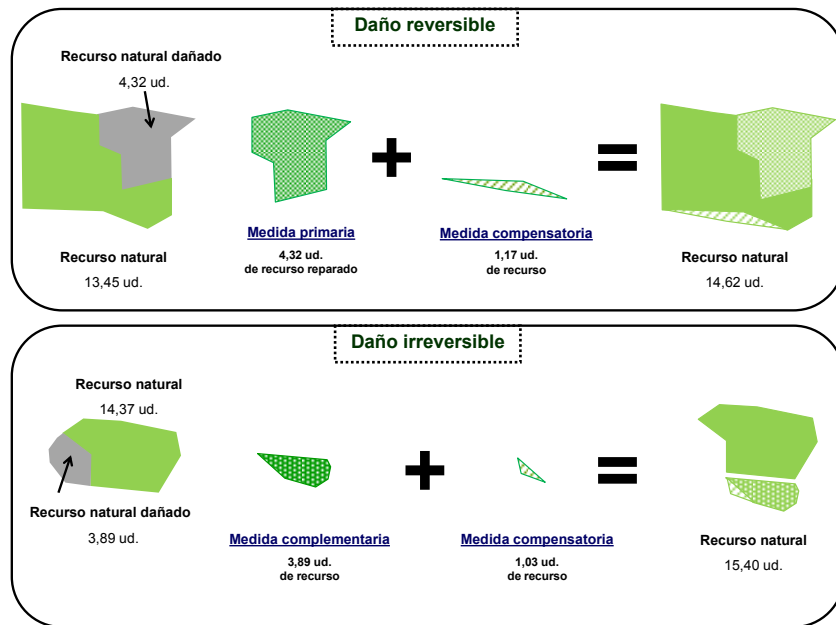 Daño reversible
Recurso natural dañado
4,32 ud.
Medida primaria
4,32 ud.
de recurso reparado
Medida compensatoria
1,17 ud.
de recurso
Recurso natural
13,45 ud.
Recurso natural
14,62 ud.
Daño irreversible
Recurso natural
14,37 ud.
Recurso natural dañado
3,89 ud.
Medida complementaria
3,89 ud.
de recurso
Medida compensatoria
1,03 ud.
de recurso
Recurso natural
15,40 ud.